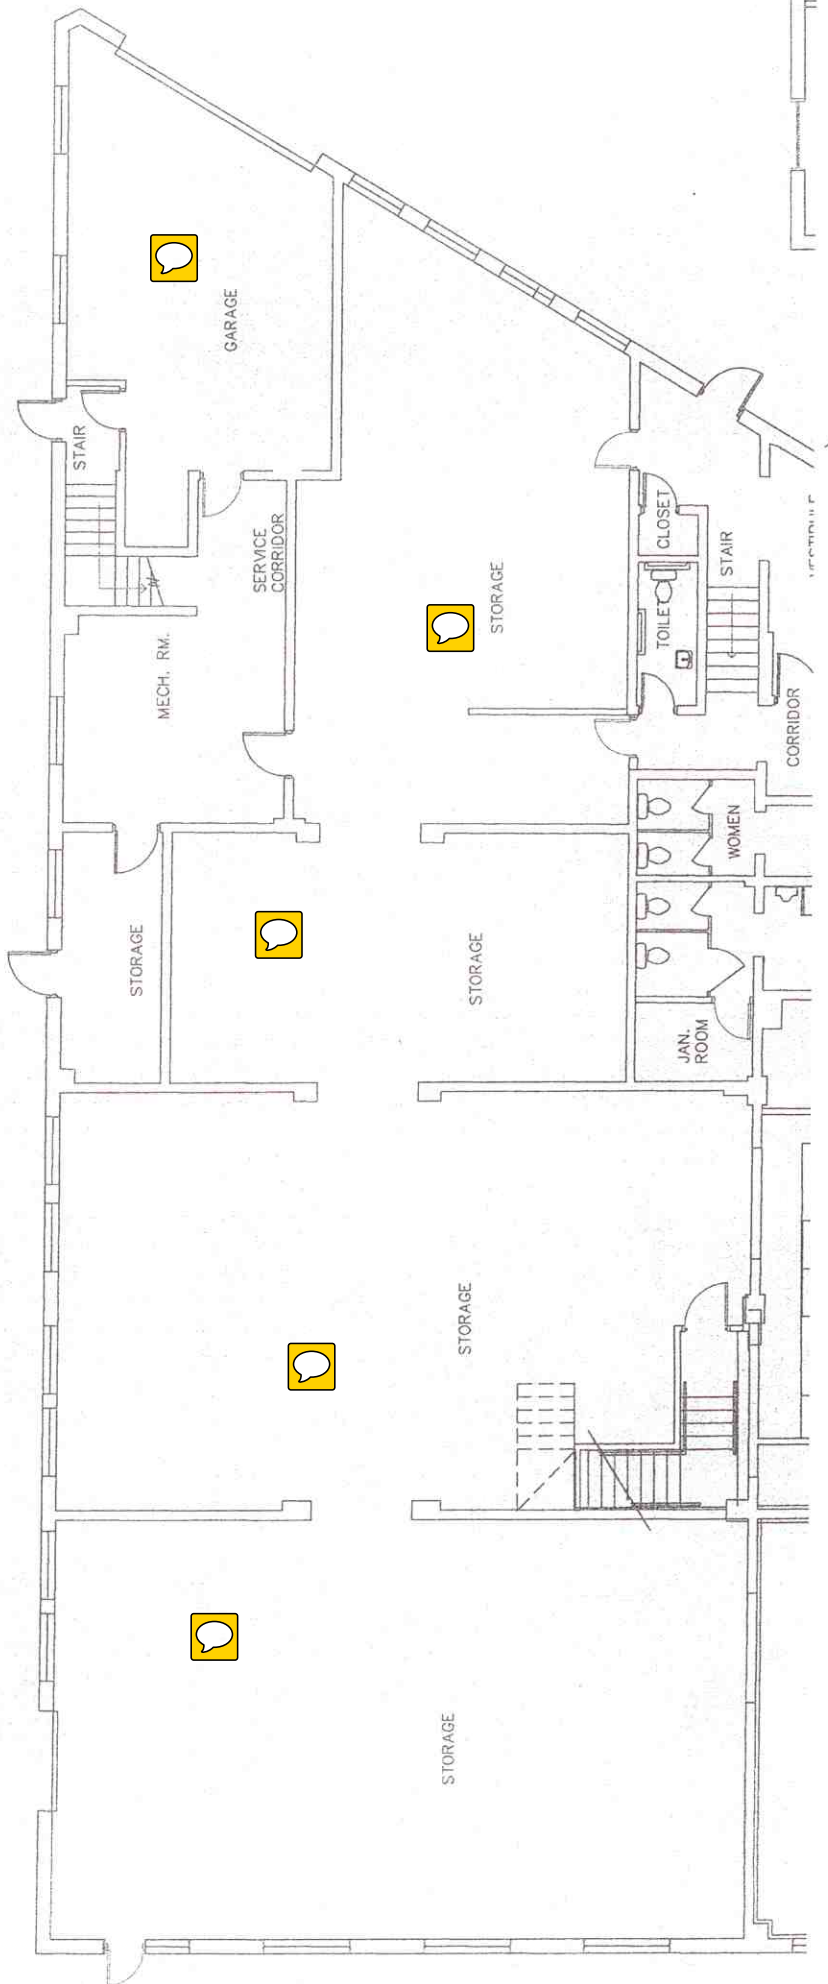 GARAGE
STAIR
SERVICE
CORRIDOR
CLOSET
STAIR
STORAGE
TOILET
MECH. RM.
CORRIDOR
WOMEN
STORAGE
STORAGE
JAN.
ROOM
STORAGE
STORAGE